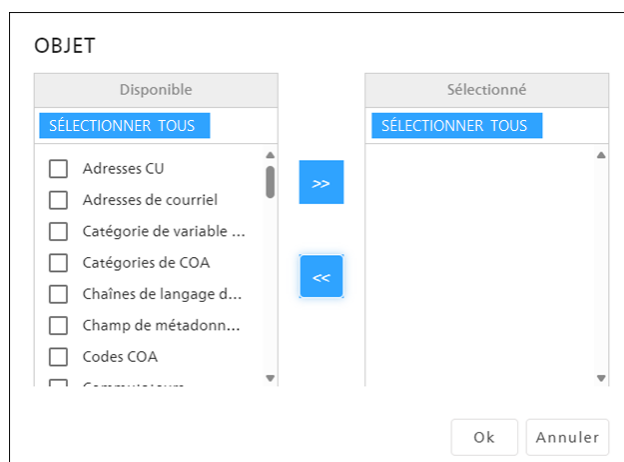 OBJET
Disponible
SÉLECTIONNER TOUS
Adresses CU
Adresses de courriel
Catégorie de variable ...
Catégories de COA
Chaînes de langage d...
Champ de métadonn...
Codes COA
>>
<<
Sélectionné
SÉLECTIONNER TOUS
Ok
Annuler